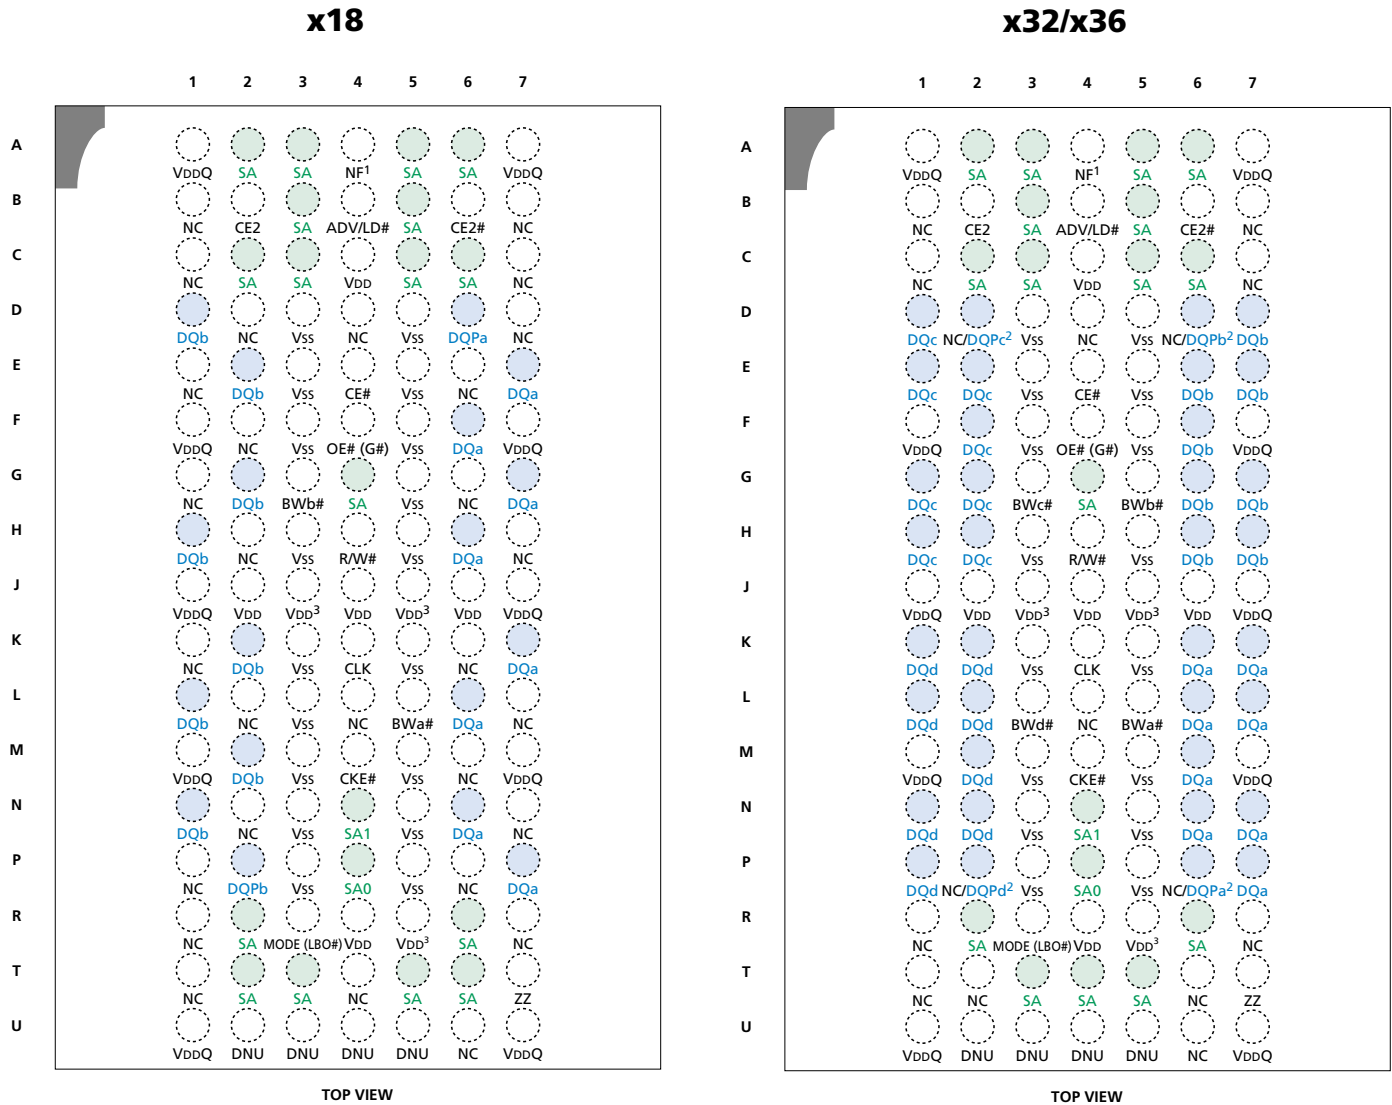 x18
1 2 3 4 5 6 7
A
VDDQ SA SA NF1 SA SA VDDQ
B
NC CE2 SA ADV/LD# SA CE2# NC
C
NC SA SA VDD SA SA NC
D
DQb NC Vss NC Vss DQPa NC
E
NC DQb Vss CE# Vss NC DQa
F
VDDQ NC Vss OE# (G#) Vss DQa VDDQ
G
NC DQb BWb# SA Vss NC DQa
H
DQb NC Vss R/W# Vss DQa NC
J
VDDQ VDD VDD3 VDD VDD3 VDD VDDQ
K
NC DQb Vss CLK Vss NC DQa
L
DQb NC Vss NC BWa# DQa NC
M
VDDQ DQb Vss CKE# Vss NC VDDQ
N
DQb NC Vss SA1 Vss DQa NC
P
NC DQPb Vss SA0 Vss NC DQa
R
NC SA MODE (LBO#) VDD VDD3 SA NC
T
NC SA SA NC SA SA ZZ
U
VDDQ DNU DNU DNU DNU NC VDDQ
TOP VIEW
x32/x36
1 2 3 4 5 6 7
A
VDDQ SA SA NF1 SA SA VDDQ
B
NC CE2 SA ADV/LD# SA CE2# NC
C
NC SA SA VDD SA SA NC
D
DQc NC/DQPc2 Vss NC Vss NC/DQPb2 DQb
E
DQc DQc Vss CE# Vss DQb DQb
F
VDDQ DQc Vss OE# (G#) Vss DQb VDDQ
G
DQc DQc BWc# SA BWb# DQb DQb
H
DQc DQc Vss R/W# Vss DQb DQb
J
VDDQ VDD VDD3 VDD VDD3 VDD VDDQ
K
DQd DQd Vss CLK Vss DQa DQa
L
DQd DQd BWd# NC BWa# DQa DQa
M
VDDQ DQd Vss CKE# Vss DQa VDDQ
N
DQd DQd Vss SA1 Vss DQa DQa
P
DQd NC/DQPd2 Vss SA0 Vss NC/DQPa2 DQa
R
NC SA MODE (LBO#) VDD VDD3 SA NC
T
NC NC SA SA SA NC ZZ
U
VDDQ DNU DNU DNU DNU NC VDDQ
TOP VIEW